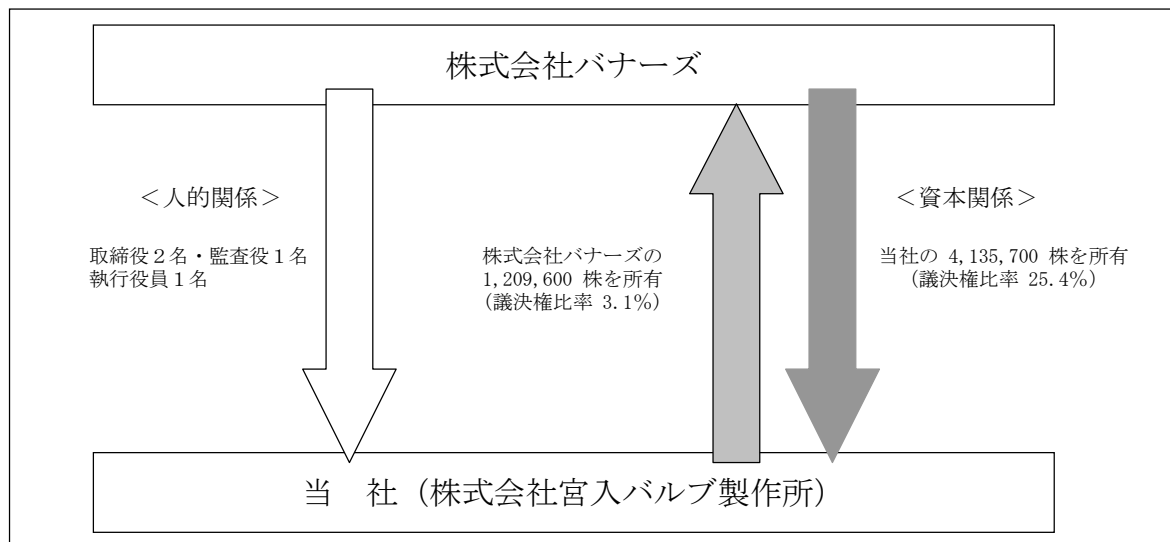 株式会社バナーズ
<人的関係>
取締役2名・監査役1名
執行役員1名
株式会社バナーズの
1,209,600 株を所有
(議決権比率 3.1%)
<資本関係>
当社の 4,135,700 株を所有
(議決権比率 25.4%)
当 社(株式会社宮入バルブ製作所)